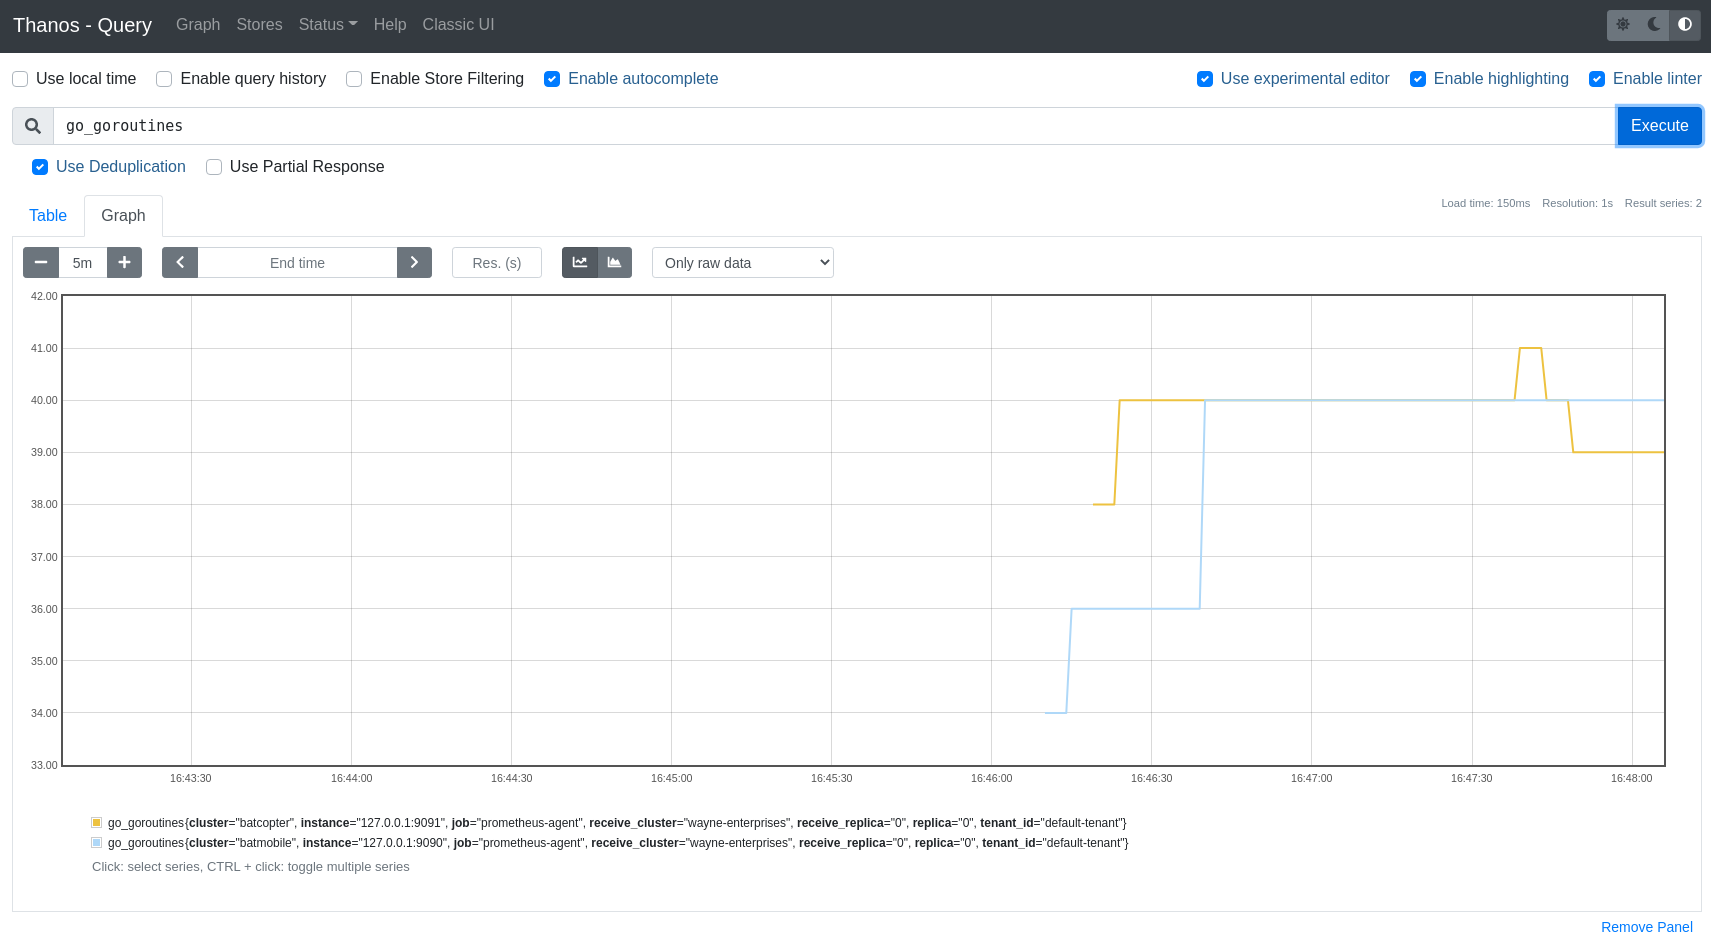 Thanos - Query Graph Stores Status Help Classic UI
Use local time Enable query history Enable Store Filtering Enable autocomplete Use experimental editor Enable highlighting Enable linter
go_goroutines Execute
Use Deduplication Use Partial Response
Table Graph Load time: 150ms Resolution: 1s Result series: 2
5m End time Res. (s) Only raw data
42.00
41.00
40.00
39.00
38.00
37.00
36.00
35.00
34.00
33.00
16:43:30 16:44:00 16:44:30 16:45:00 16:45:30 16:46:00 16:46:30 16:47:00 16:47:30 16:48:00
go_goroutines{cluster="batcopter", instance="127.0.0.1:9091", job="prometheus-agent", receive_cluster="wayne-enterprises", receive_replica="0", replica="0", tenant_id="default-tenant"}
go_goroutines{cluster="batmobile", instance="127.0.0.1:9090", job="prometheus-agent", receive_cluster="wayne-enterprises", receive_replica="0", replica="0", tenant_id="default-tenant"}
Click: select series, CTRL + click: toggle multiple series
Remove Panel